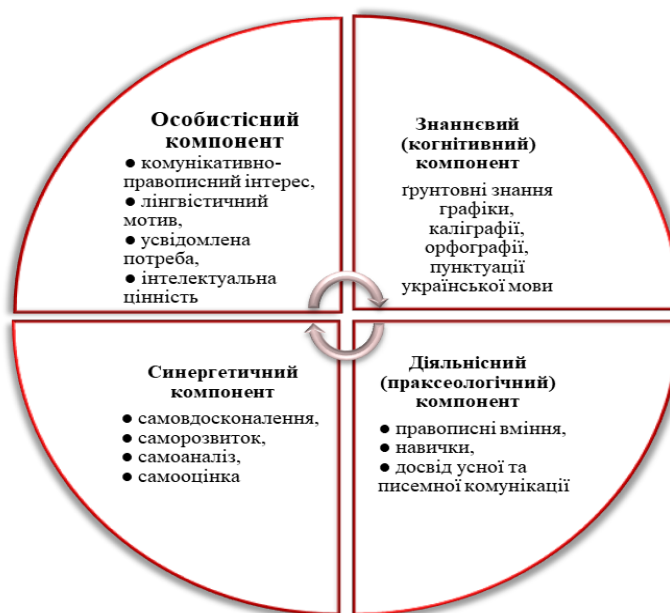 Особистісний
компонент
● комунікативно-
правописний інтерес,
● лінгвістичний
мотив,
● усвідомлена
потреба,
● інтелектуальна
цінність
Знаннєвий
(когнітивний)
компонент
ґрунтовні знання
графіки,
каліграфії,
орфографії,
пунктуації
української мови
Синергетичний
компонент
● самовдосконалення,
● саморозвиток,
● самоаналіз,
● самооцінка
Діяльнісний
(праксеологічний)
компонент
● правописні вміння,
● навички,
● досвід усної та
писемної комунікації